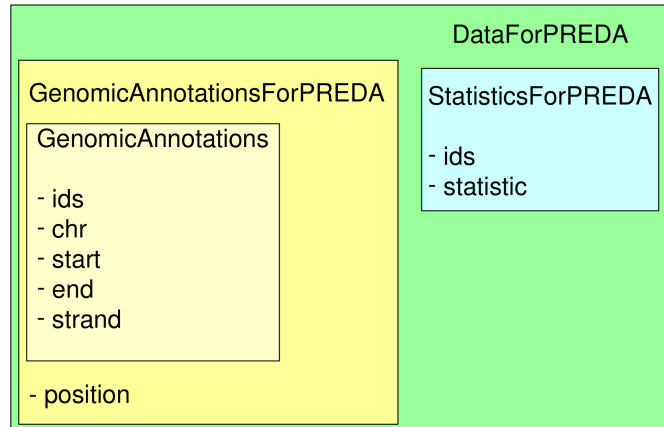 DataForPREDA
GenomicAnnotationsForPREDA
GenomicAnnotations
- ids
- chr
- start
- end
- strand
- position
StatisticsForPREDA
- ids
- statistic